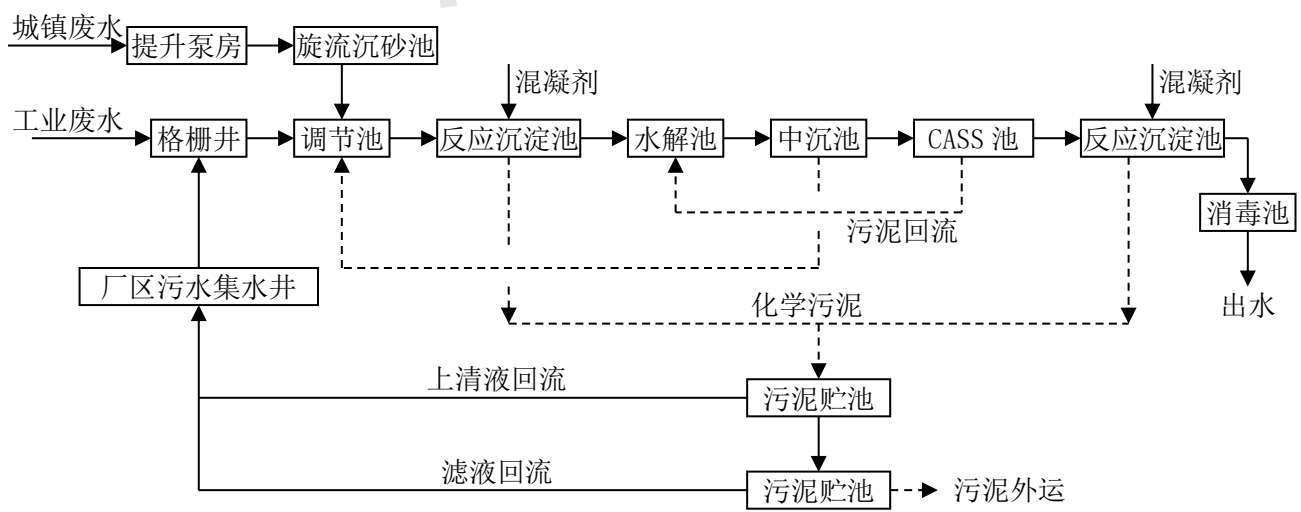 城镇废水
提升泵房
旋流沉砂池
混凝剂
混凝剂
工业废水
格栅井
调节池
反应沉淀池
水解池
中沉池
CASS 池
反应沉淀池
消毒池
污泥回流
厂区污水集水井
化学污泥
出水
上清液回流
污泥贮池
滤液回流
污泥贮池
污泥外运